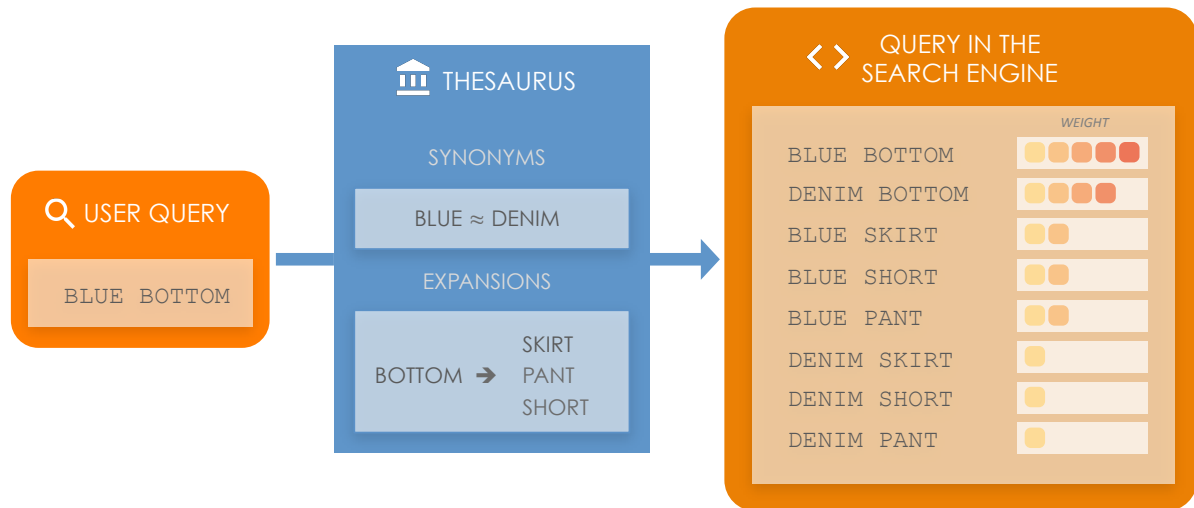 USER QUERY
BLUE BOTTOM
THESAURUS
SYNONYMS
BLUE ≈ DENIM
EXPANSIONS
BOTTOM ➔
SKIRT
PANT
SHORT
QUERY IN THE
SEARCH ENGINE
WEIGHT
BLUE BOTTOM
DENIM BOTTOM
BLUE SKIRT
BLUE SHORT
BLUE PANT
DENIM SKIRT
DENIM SHORT
DENIM PANT